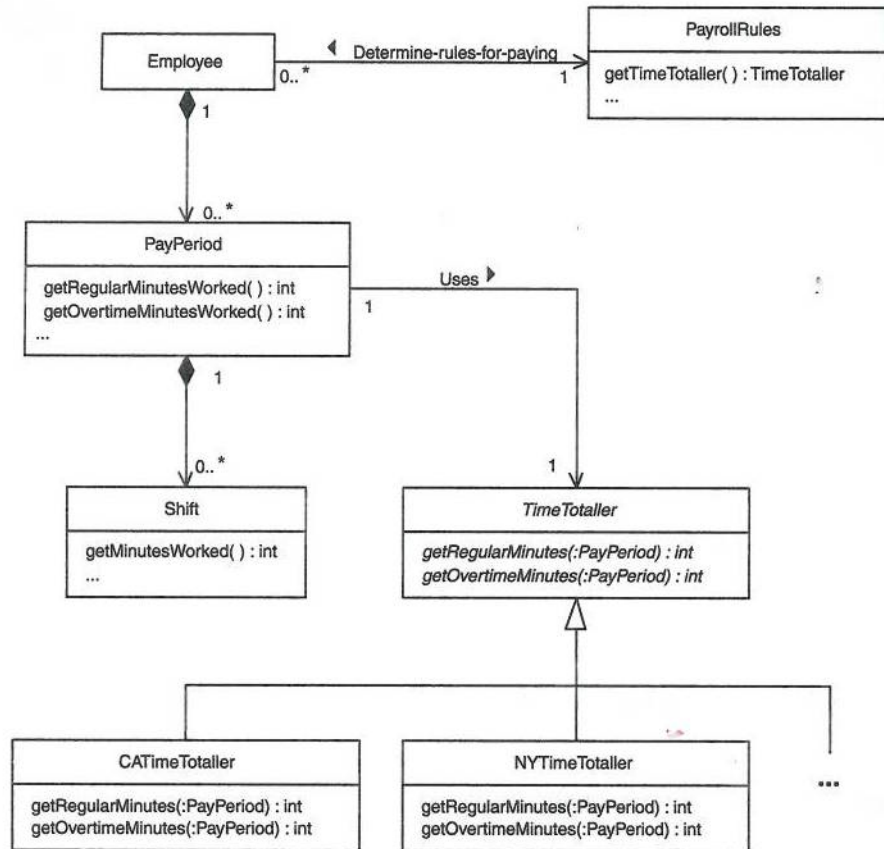 Employee
Determine-rules-for-paying
0..*
1
PayrollRules
getTimeTotaller( ) : TimeTotaller
...
1
0..*
PayPeriod
getRegularMinutesWorked( ) : int
getOvertimeMinutesWorked( ) : int
...
Uses
1
1
1
0..*
Shift
getMinutesWorked( ) : int
...
TimeTotaller
getRegularMinutes(:PayPeriod) : int
getOvertimeMinutes(:PayPeriod) : int
CATimeTotaller
getRegularMinutes(:PayPeriod) : int
getOvertimeMinutes(:PayPeriod) : int
NYTimeTotaller
getRegularMinutes(:PayPeriod) : int
getOvertimeMinutes(:PayPeriod) : int
...